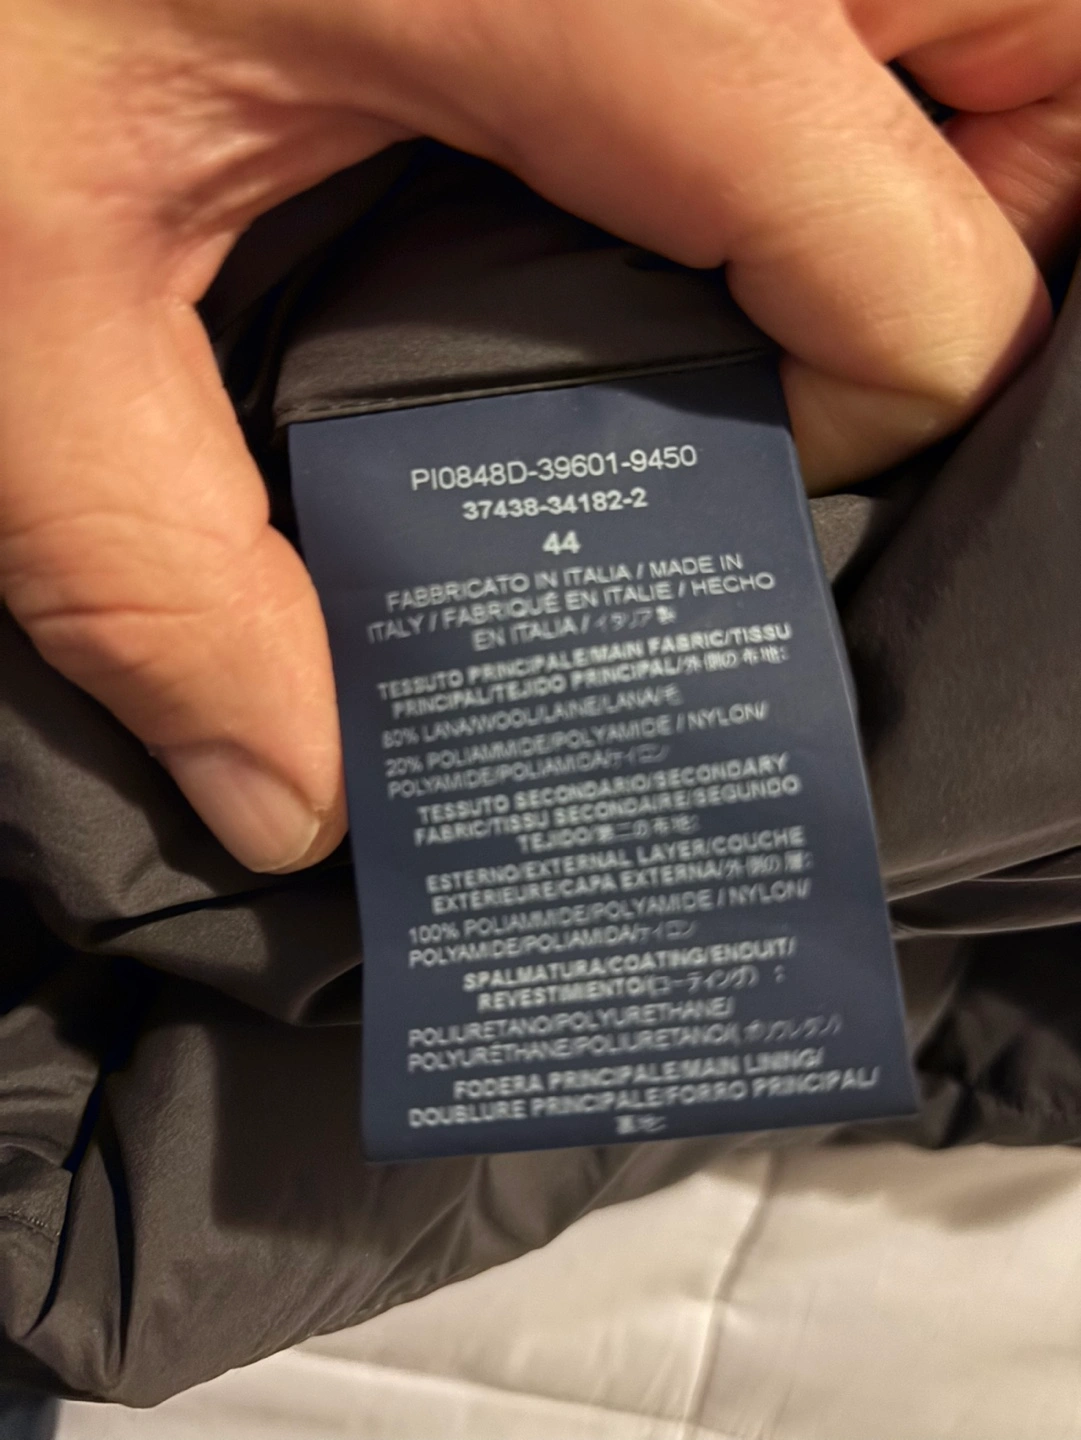 PI0848D-39601-9450
37438-34182-2
44
FABBRICATO IN ITALIA / MADE IN
ITALY / FABRIQUÉ EN ITALIE / HECHO
EN ITALIA / イタリア製
TESSUTO PRINCIPALE/MAIN FABRIC/TISSU
PRINCIPAL/TEJIDO PRINCIPAL/外側の布地:
80% LANA/WOOL/LAINE/LANA/毛
20% POLIAMMIDE/POLYAMIDE / NYLON/
POLYAMIDE/POLIAMIDA/ナイロン
TESSUTO SECONDARIO/SECONDARY
FABRIC/TISSU SECONDAIRE/SEGUNDO
TEJIDO/第二の布地:
ESTERNO/EXTERNAL LAYER/COUCHE
EXTERIEURE/CAPA EXTERNA/外側の層:
100% POLIAMMIDE/POLYAMIDE / NYLON/
POLYAMIDE/POLIAMIDA/ナイロン
SPALMATURA/COATING/ENDUIT/
REVESTIMIENTO/(コーティング) :
POLIURETANO/POLYURETHANE/
POLYURÉTHANE/POLIURETANO/(ポリウレタン)
FODERA PRINCIPALE/MAIN LINING/
DOUBLURE PRINCIPALE/FORRO PRINCIPAL/
裏地: